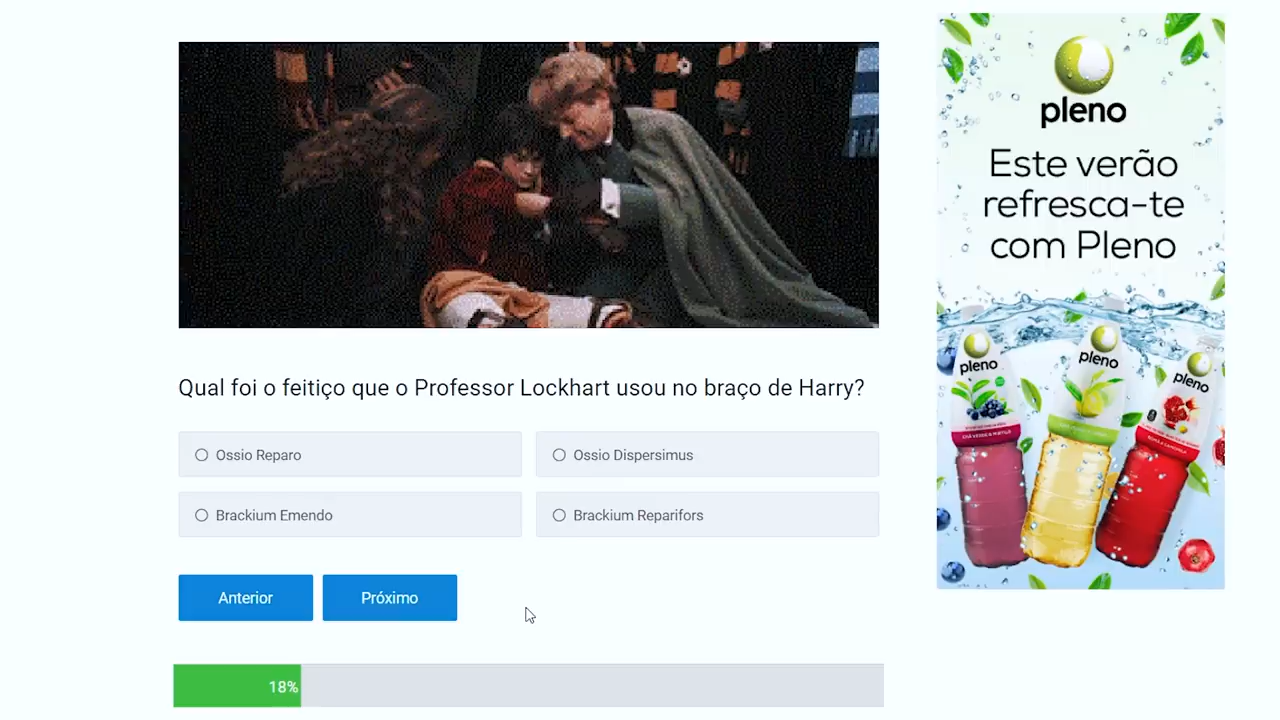 Qual foi o feitiço que o Professor Lockhart usou no braço de Harry?
Ossio Reparo
Ossio Dispersimus
Brackium Emendo
Brackium Reparifors
Anterior
Próximo
18%
pleno
Este verão
refresca-te
com Pleno
pleno
pleno
pleno